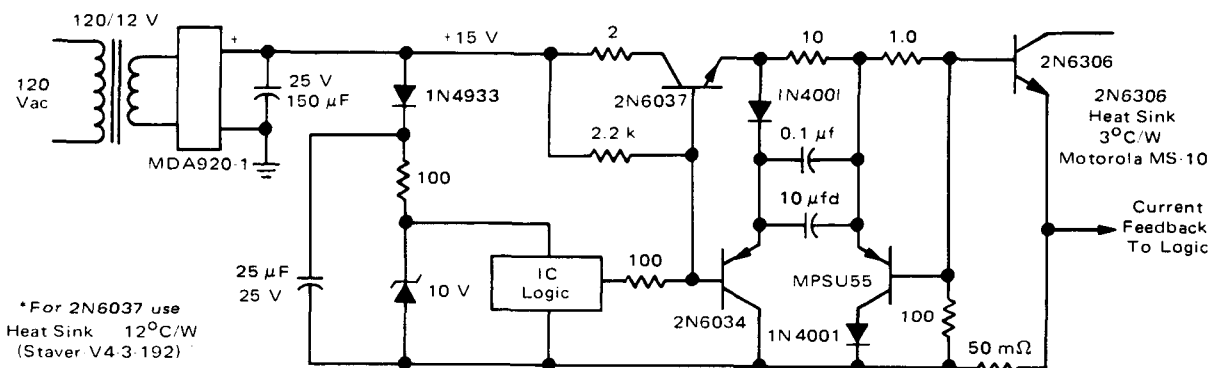 120/12 V
120
Vac
+
25 V
150 μF
MDA920-1
+15 V
1N4933
2
2N6037
2.2 k
100
25 μF
25 V
10 V
IC
Logic
100
2N6034
10
1.0
1N4001
0.1 μf
10 μfd
MPSU55
1N4001
100
50 mΩ
2N6306
2N6306
Heat Sink
3°C/W
Motorola MS-10
Current
Feedback
To Logic
*For 2N6037 use
Heat Sink 12°C/W
(Staver V4-3-192)